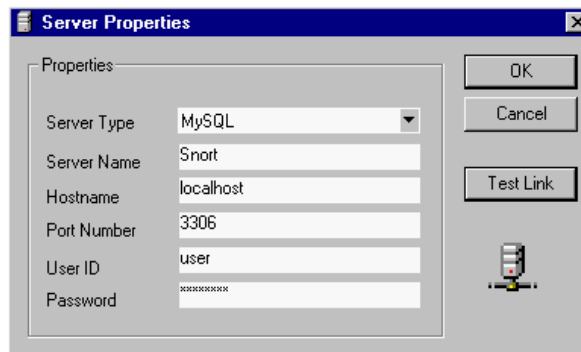 Server Properties
Properties
OK
Server Type MySQL
Cancel
Server Name Snort
Hostname localhost
Test Link
Port Number 3306
User ID user
Password ********